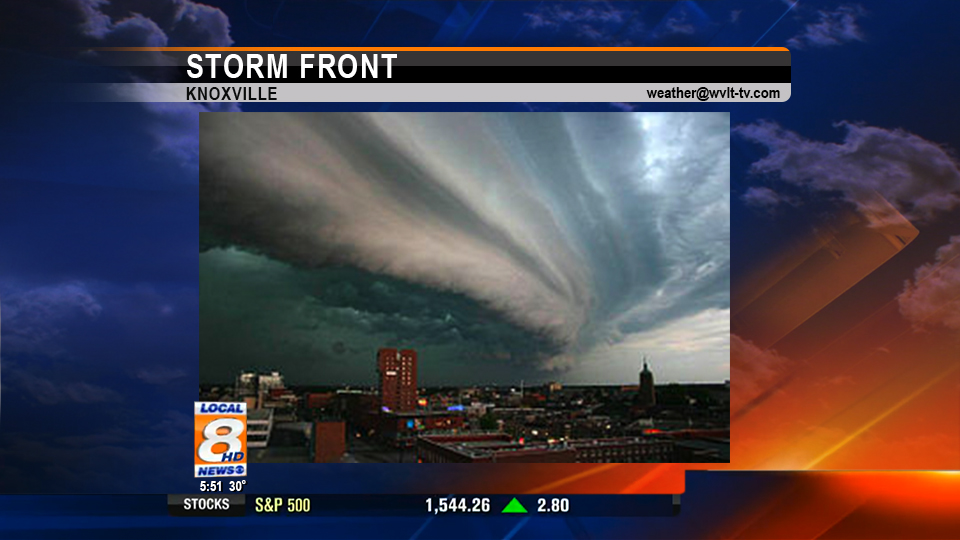 STORM FRONT
KNOXVILLE
weather@wvlt-tv.com
LOCAL
8
HD
NEWS
5:51 30°
STOCKS S&P 500 1,544.26 2.80